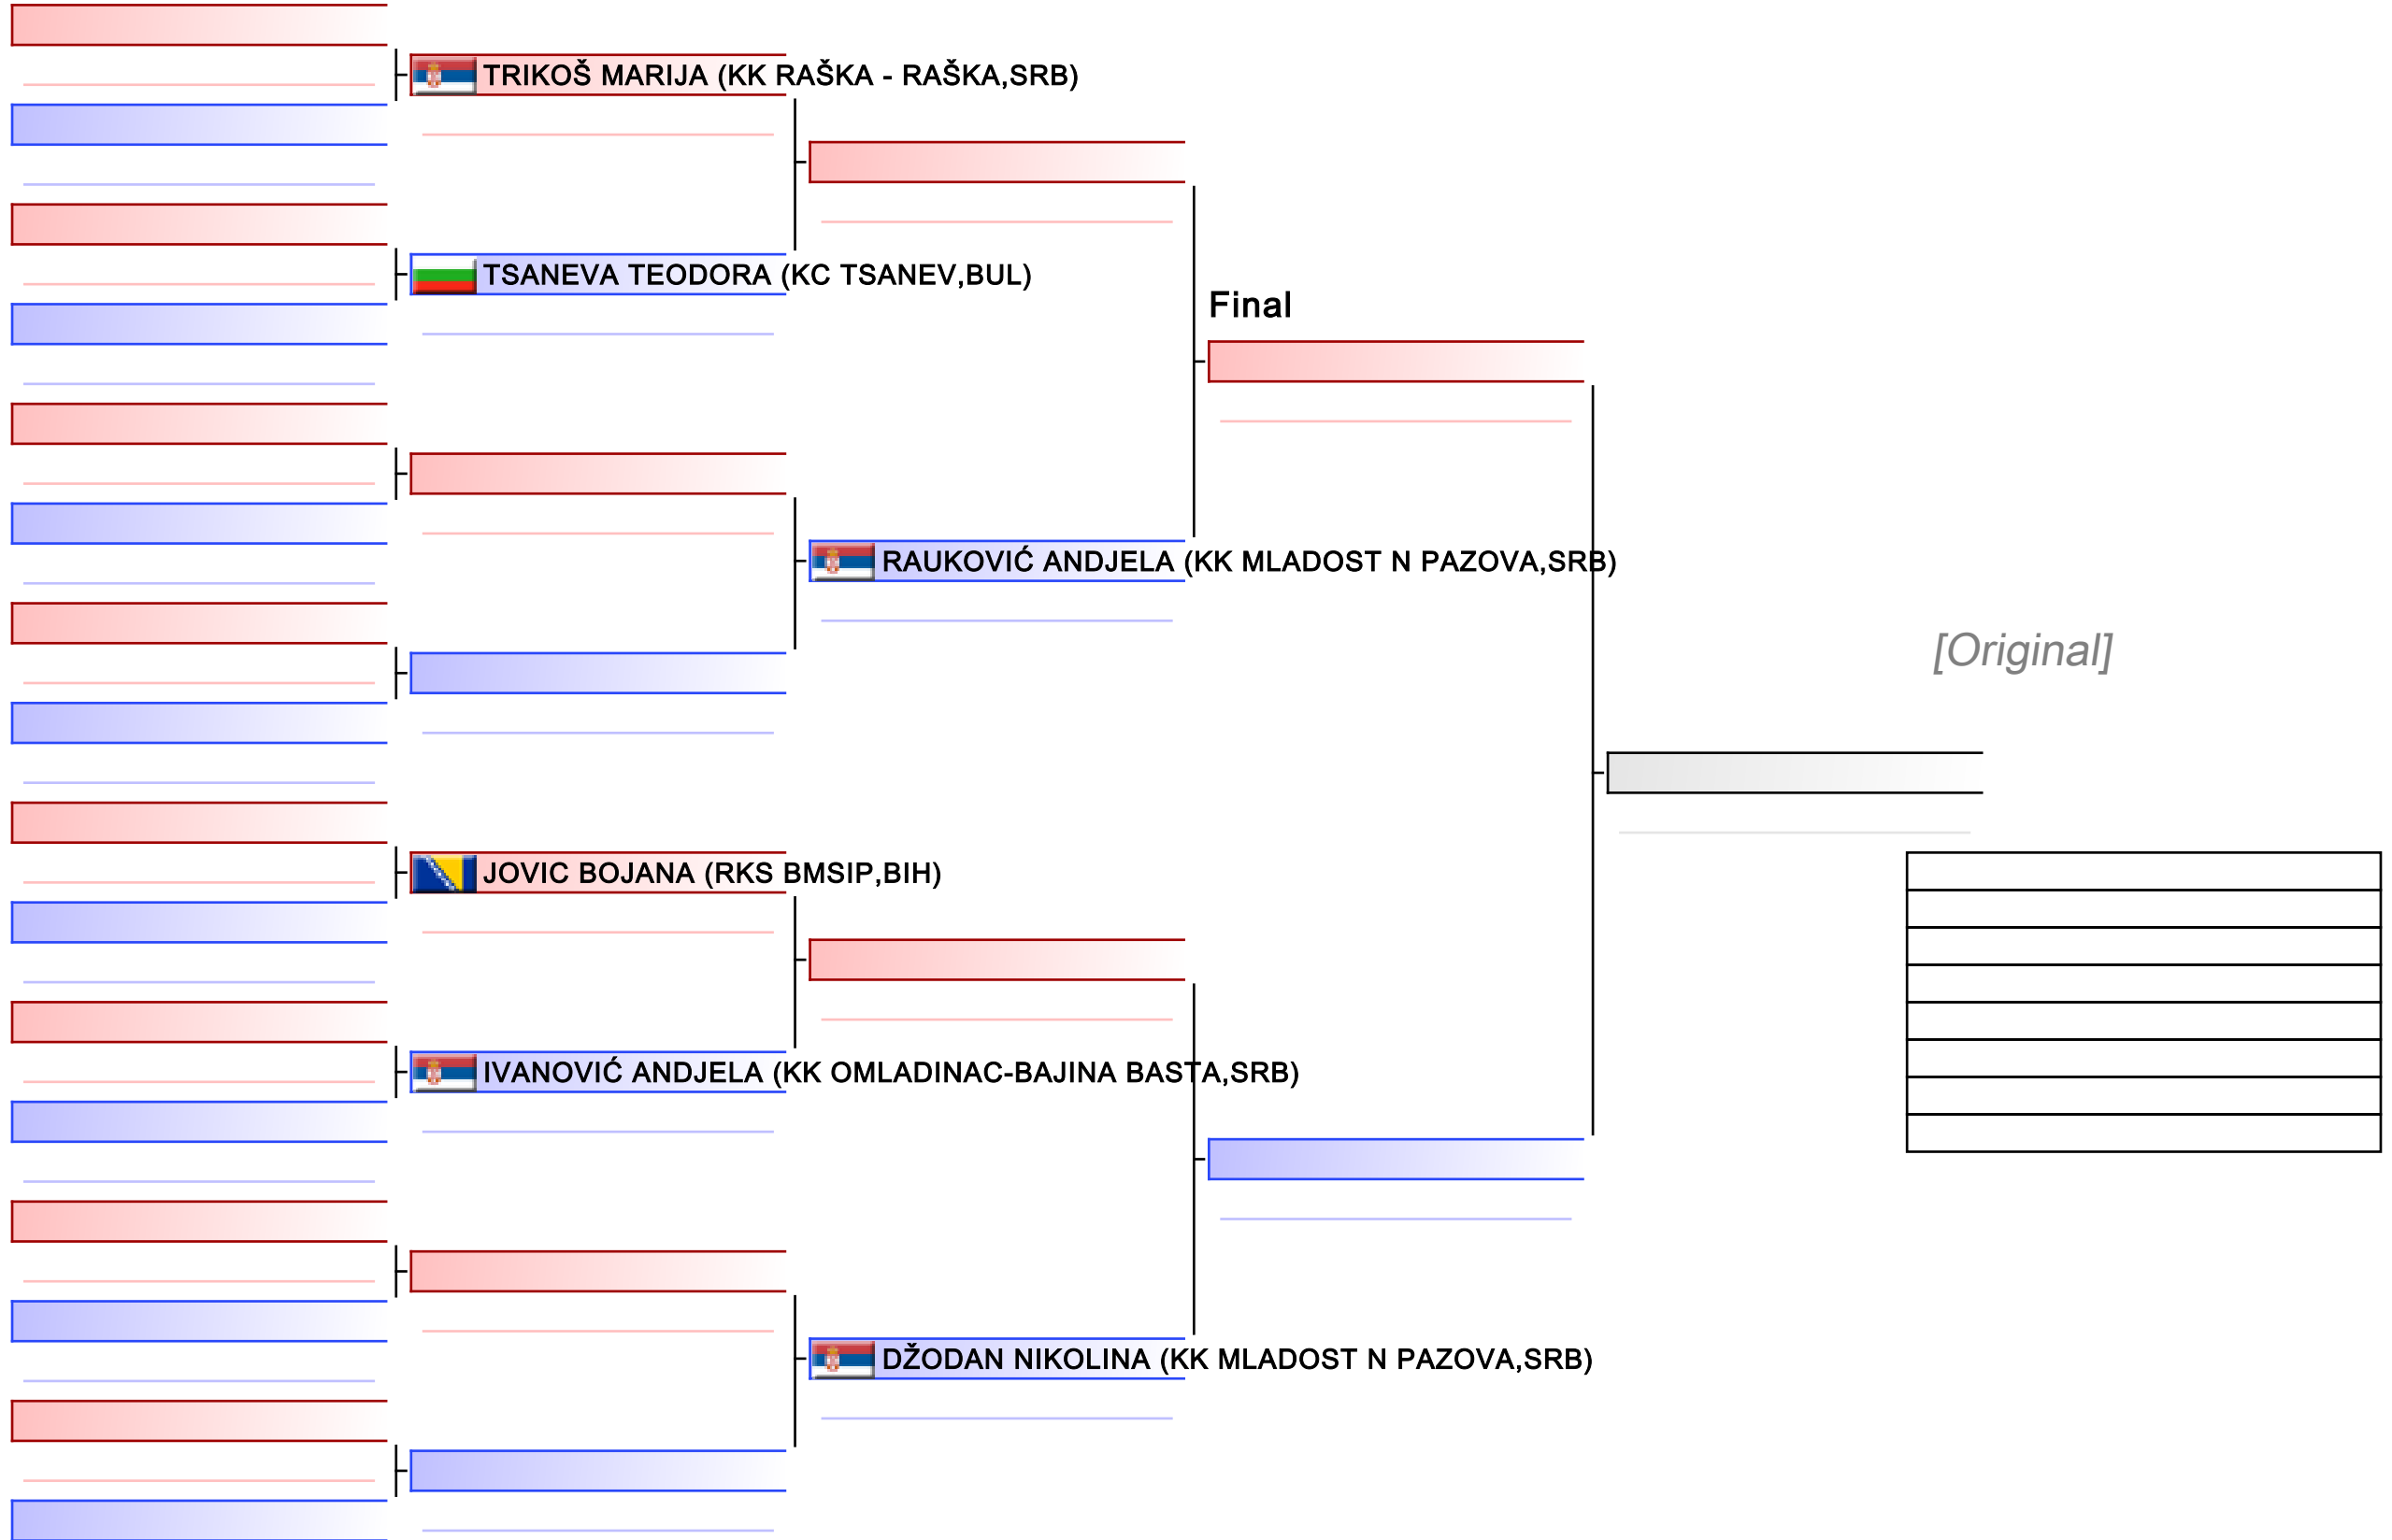 TRIKOŠ MARIJA (KK RAŠKA - RAŠKA,SRB)
TSANEVA TEODORA (KC TSANEV,BUL)
Final
RAUKOVIĆ ANDJELA (KK MLADOST N PAZOVA,SRB)
[Original]
JOVIC BOJANA (RKS BMSIP,BIH)
IVANOVIĆ ANDJELA (KK OMLADINAC-BAJINA BASTA,SRB)
DŽODAN NIKOLINA (KK MLADOST N PAZOVA,SRB)